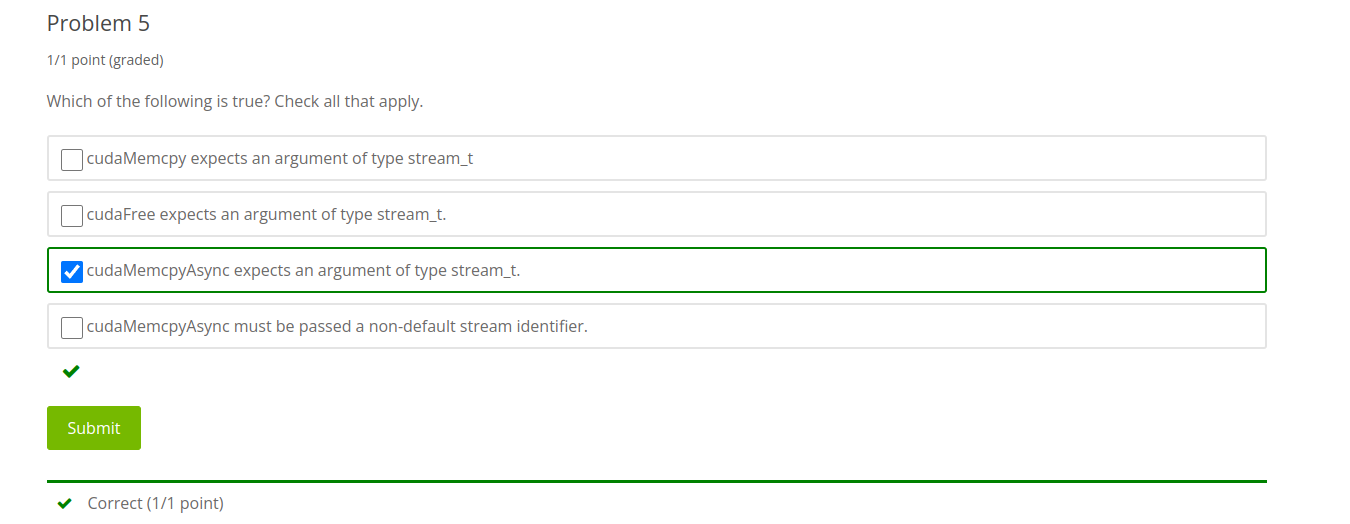 Problem 5
1/1 point (graded)
Which of the following is true? Check all that apply.
cudaMemcpy expects an argument of type stream_t
cudaFree expects an argument of type stream_t.
cudaMemcpyAsync expects an argument of type stream_t.
cudaMemcpyAsync must be passed a non-default stream identifier.
Submit
Correct (1/1 point)